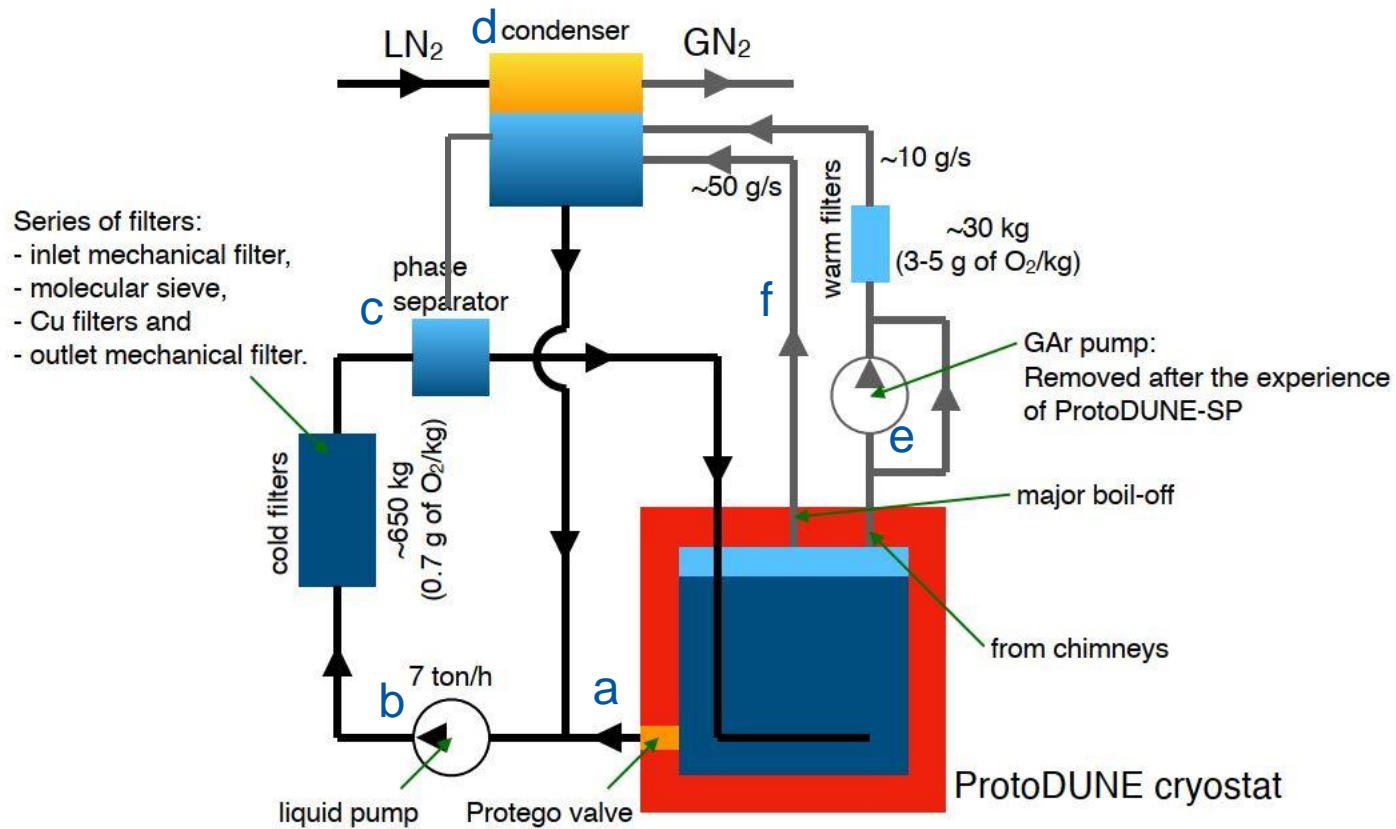 d condenser
LN₂
GN₂
~10 g/s
~50 g/s
warm filters
~30 kg
(3-5 g of O₂/kg)
Series of filters:
- inlet mechanical filter,
- molecular sieve,
- Cu filters and
- outlet mechanical filter.
phase
separator
c
f
GAr pump:
Removed after the experience
of ProtoDUNE-SP
e
cold filters
~650 kg
(0.7 g of O₂/kg)
major boil-off
from chimneys
7 ton/h
b
a
liquid pump
Protego valve
ProtoDUNE cryostat